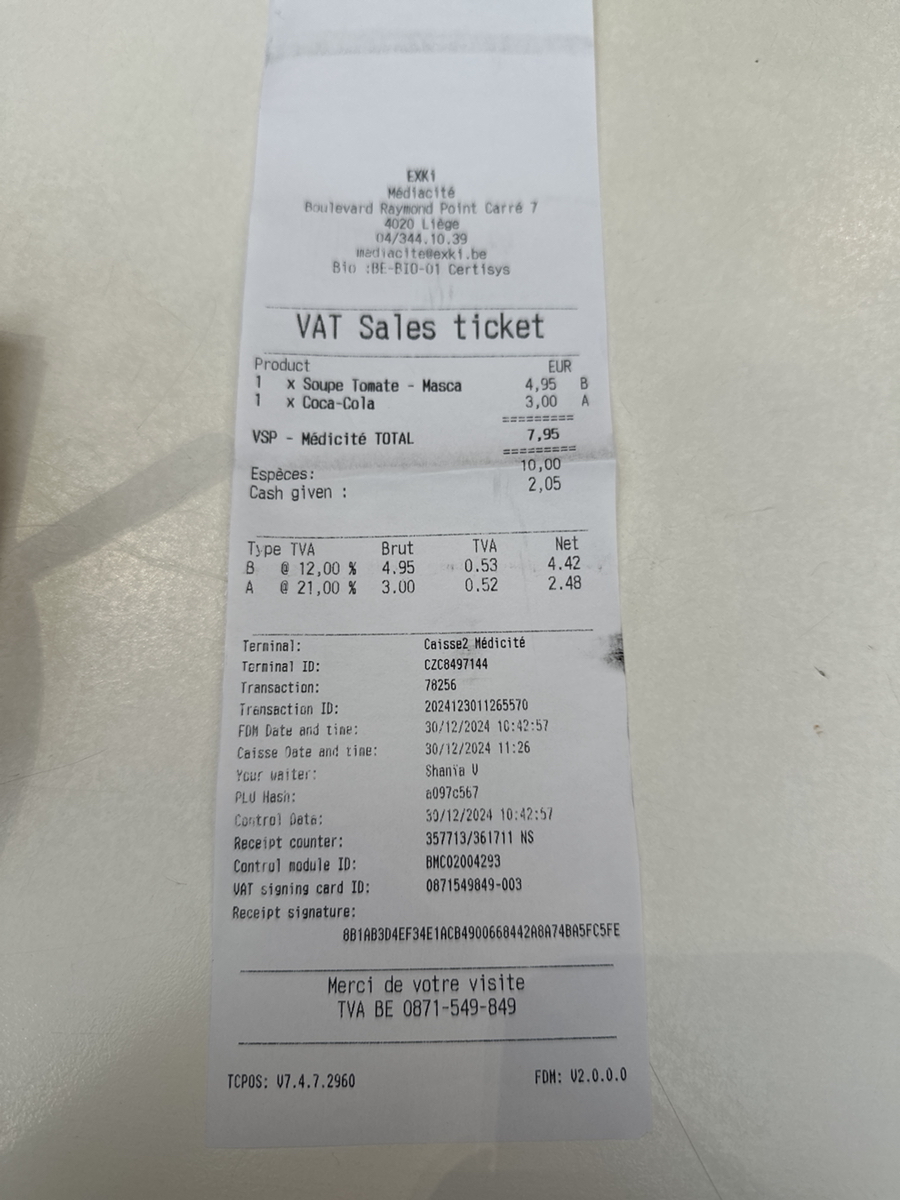 EXKi
Médiacité
Boulevard Raymond Point Carré 7
4020 Liège
04/344.10.39
mediacite@exki.be
Bio :BE-BIO-01 Certisys
VAT Sales ticket
Product EUR
1 x Soupe Tomate - Masca 4,95 B
1 x Coca-Cola 3,00 A
=========
VSP - Médicité TOTAL 7,95
=========
Espèces: 10,00
Cash given : 2,05
Type TVA Brut TVA Net
B @ 12,00 % 4.95 0.53 4.42
A @ 21,00 % 3.00 0.52 2.48
Terminal: Caisse2 Médicité
Terminal ID: CZC8497144
Transaction: 78256
Transaction ID: 2024123011265570
FDM Date and time: 30/12/2024 10:42:57
Caisse Date and time: 30/12/2024 11:26
Your waiter: Shania V
PLU Hash: a097c567
Control Data: 30/12/2024 10:42:57
Receipt counter: 357713/361711 NS
Control module ID: BMC02004293
VAT signing card ID: 0871549849-003
Receipt signature:
8B1AB3D4EF34E1ACB4900668442A8A74BA5FC5FE
Merci de votre visite
TVA BE 0871-549-849
TCPOS: V7.4.7.2960 FDM: V2.0.0.0